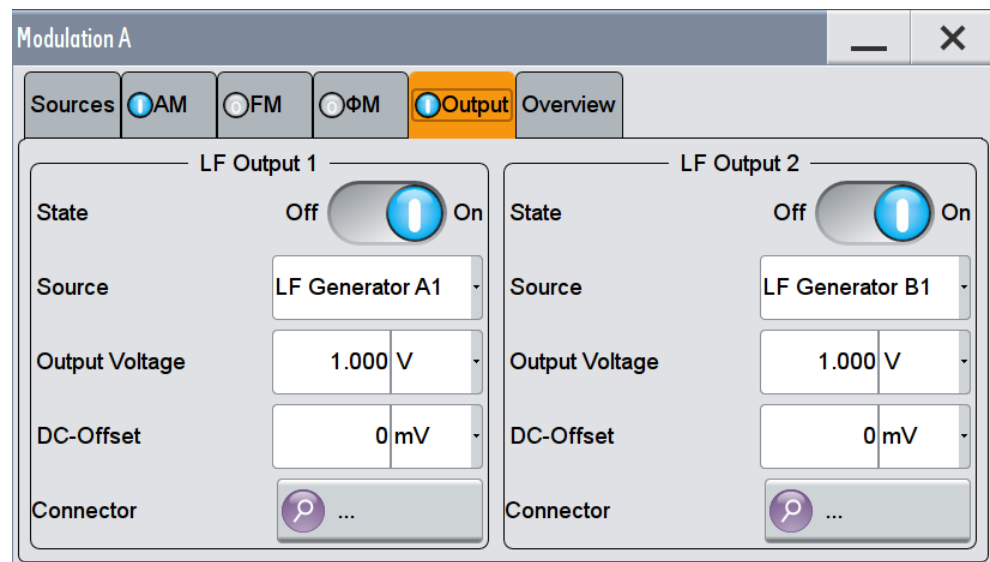 Modulation A
Sources AM FM ΦM Output Overview
LF Output 1
State Off On
Source LF Generator A1
Output Voltage 1.000 V
DC-Offset 0 mV
Connector ...
LF Output 2
State Off On
Source LF Generator B1
Output Voltage 1.000 V
DC-Offset 0 mV
Connector ...